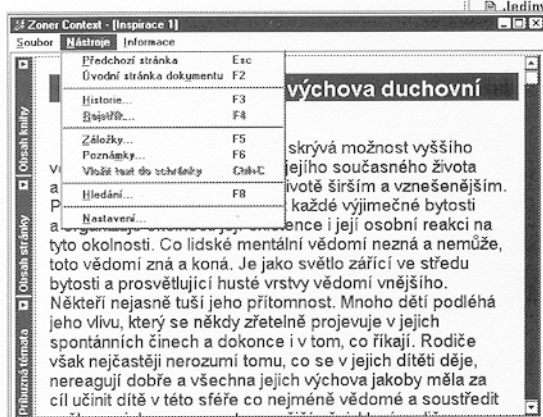 Jediny
Zoner Context - [Inspirace 1]
Soubor Nástroje Informace
Předchozí stránka Esc
Úvodní stránka dokumentu F2
Historie... F3
Rejstřík... F4
Záložky... F5
Poznámky... F6
Vložit text do schránky Ctrl+C
Hledání... F8
Nastavení...
Obsah knihy
Obsah stránky
Příbuzná témata
výchova duchovní
skrývá možnost vyššího
jejího současného života
a životě širším a vznešenějším.
každé výjimečné bytosti
a její osobní reakci na
tyto okolnosti. Co lidské mentální vědomí nezná a nemůže,
toto vědomí zná a koná. Je jako světlo zářící ve středu
bytosti a prosvětlující husté vrstvy vědomí vnějšího.
Někteří nejasně tuší jeho přítomnost. Mnoho dětí podléhá
jeho vlivu, který se někdy zřetelně projevuje v jejich
spontánních činech a dokonce i v tom, co říkají. Rodiče
však nejčastěji nerozumí tomu, co se v jejich dítěti děje,
nereagují dobře a všechna jejich výchova jakoby měla za
cíl učinit dítě v této sféře co nejméně vědomé a soustředit